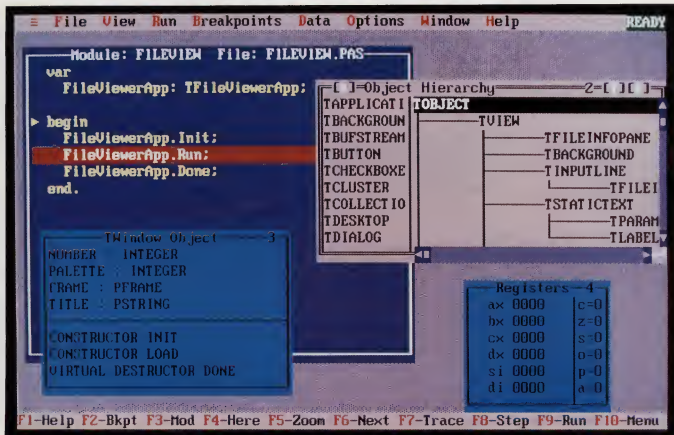 ≡ File View Run Breakpoints Data Options Window Help READY
Module: FILEVIEW File: FILEVIEW.PAS
var
FileViewerApp: TFileViewerApp;
begin
FileViewerApp.Init;
FileViewerApp.Run;
FileViewerApp.Done;
end.
[ ]=Object Hierarchy 2=[ ][ ]
TAPPLICATI
TBACKGROUN
TBUFSTREAM
TBUTTON
TCHECKBOXE
TCLUSTER
TCOLLECTIO
TDESKTOP
TDIALOG
TOBJECT
TVIEW
TFILEINFOPANE
TBACKGROUND
TINPUTLINE
TFILEI
TSTATICTEXT
TPARAM
TLABEL
TWindow Object 3
NUMBER : INTEGER
PALETTE : INTEGER
FRAME : PFRAME
TITLE : PSTRING
CONSTRUCTOR INIT
CONSTRUCTOR LOAD
VIRTUAL DESTRUCTOR DONE
Registers 4
ax 0000 c=0
bx 0000 z=0
cx 0000 s=0
dx 0000 o=0
si 0000 p=0
di 0000 a=0
F1-Help F2-Bkpt F3-Mod F4-Here F5-Zoom F6-Next F7-Trace F8-Step F9-Run F10-Menu